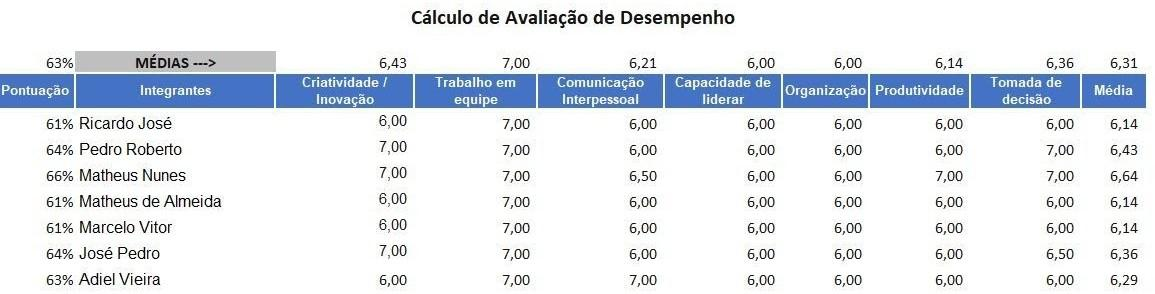 Cálculo de Avaliação de Desempenho
63% MÉDIAS ---> 6,43 7,00 6,21 6,00 6,00 6,14 6,36 6,31
Pontuação Integrantes Criatividade / Inovação Trabalho em equipe Comunicação Interpessoal Capacidade de liderar Organização Produtividade Tomada de decisão Média
61% Ricardo José 6,00 7,00 6,00 6,00 6,00 6,00 6,00 6,14
64% Pedro Roberto 7,00 7,00 6,00 6,00 6,00 6,00 7,00 6,43
66% Matheus Nunes 7,00 7,00 6,50 6,00 6,00 7,00 7,00 6,64
61% Matheus de Almeida 6,00 7,00 6,00 6,00 6,00 6,00 6,00 6,14
61% Marcelo Vitor 6,00 7,00 6,00 6,00 6,00 6,00 6,00 6,14
64% José Pedro 7,00 7,00 6,00 6,00 6,00 6,00 6,50 6,36
63% Adiel Vieira 6,00 7,00 7,00 6,00 6,00 6,00 6,00 6,29